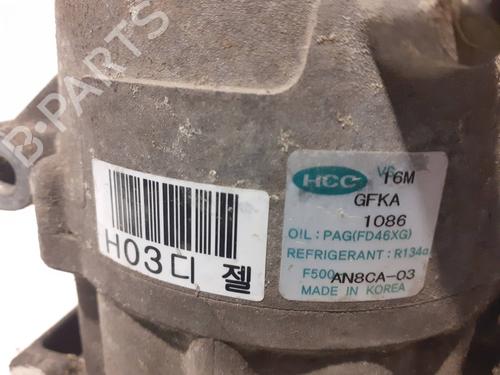 B-PARTS
HCC VS 16M
GFKA
1086
OIL : PAG(FD46XG)
REFRIGERANT : R134a
F500-AN8CA-03
MADE IN KOREA
H03디젤